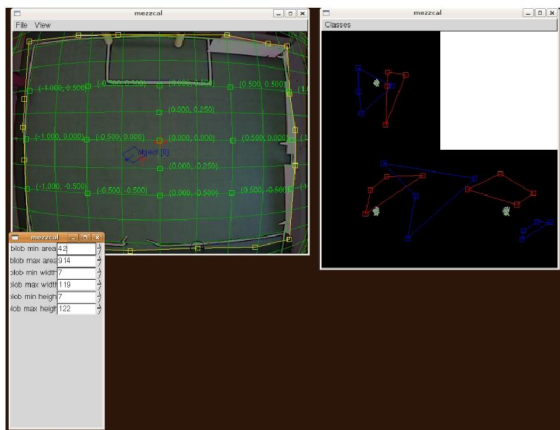 mezzcal
File View
(-1.000, 0.500)
(-0.500, 0.500)
(0.000, 0.500)
(0.500, 0.500)
(0.000, 0.250)
(-1.000, 0.000)
(-0.500, 0.000)
(0.000, 0.000)
(0.500, 0.000)
object [0]
(0.000, -0.250)
(-1.000, -0.500)
(-0.500, -0.500)
(0.000, -0.500)
(0.500, -0.500)
mezzcal
Classes
mezzcal
blob min area 42
blob max area 914
blob min width 7
blob max width 119
blob min heigh 7
blob max heigh 122